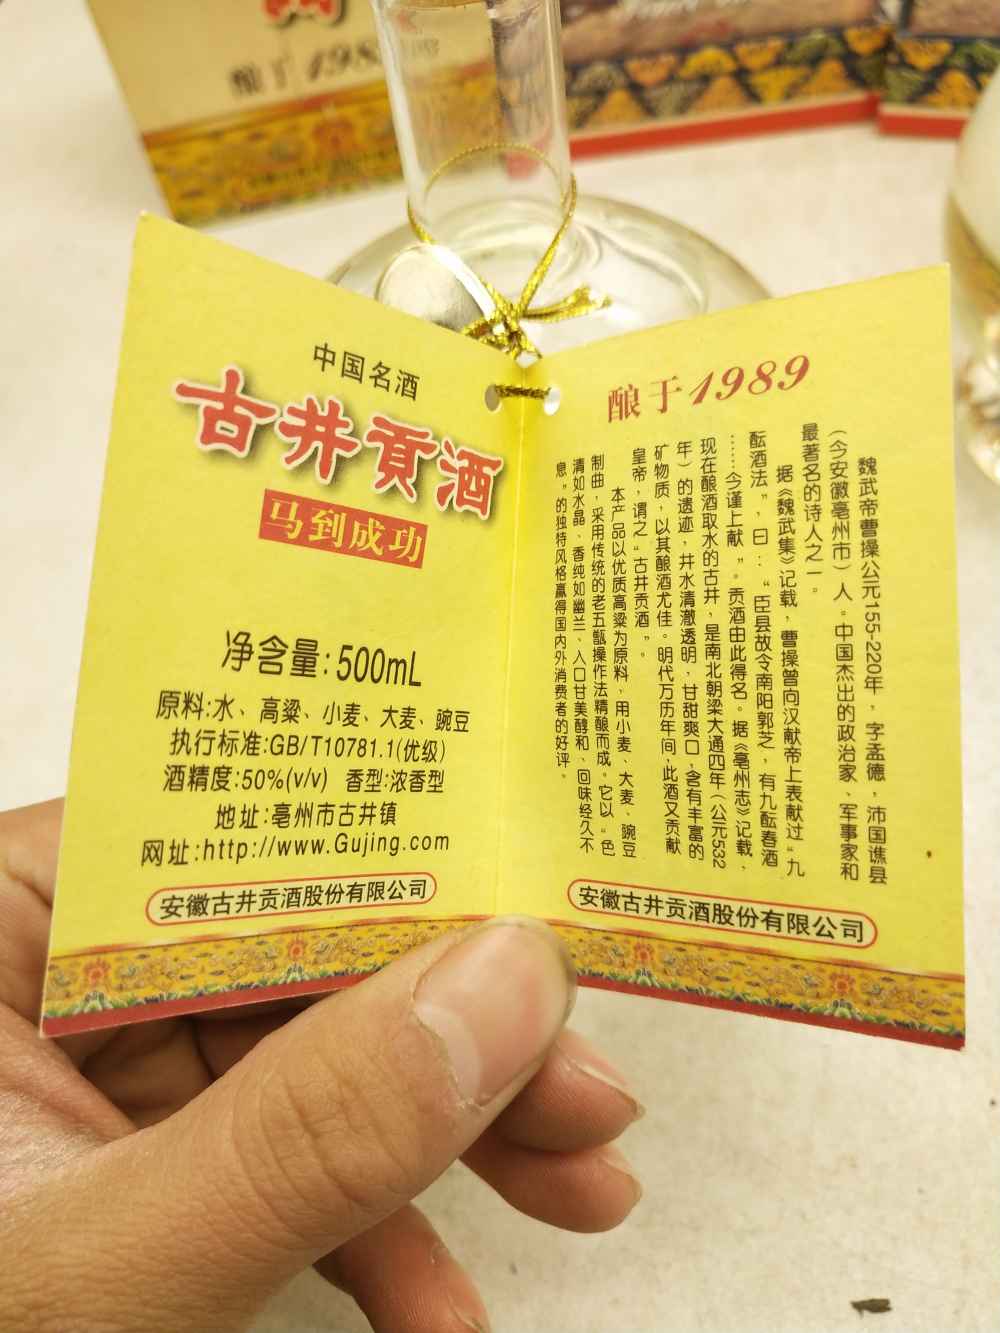 酿于198
中国名酒
古井贡酒
马到成功
净含量:500mL
原料:水、高粱、小麦、大麦、豌豆
执行标准:GB/T10781.1(优级)
酒精度:50%(v/v) 香型:浓香型
地址:亳州市古井镇
网址:http://www.Gujing.com
安徽古井贡酒股份有限公司
酿于1989
魏武帝曹操公元155-220年，字孟德，沛国谯县
（今安徽亳州市）人。中国杰出的政治家、军事家和
最著名的诗人之一。
据《魏武集》记载，曹操曾向汉献帝上表献过“九
酝酒法”，曰：“臣县故令南阳郭芝，有九酝春酒
……今谨上献”。贡酒由此得名。据《亳州志》记载，
现在酿酒取水的古井，是南北朝梁大通四年（公元532
年）的遗迹，井水清澈透明，甘甜爽口，含有丰富的
矿物质，以其酿酒尤佳。明代万历年间，此酒又贡献
皇帝，谓之“古井贡酒”。
本产品以优质高粱为原料，用小麦、大麦、豌豆
制曲，采用传统的老五甑操作法精酿而成。它以“色
清如水晶、香纯如幽兰、入口甘美醇和、回味经久不
息”的独特风格赢得国内外消费者的好评。
安徽古井贡酒股份有限公司